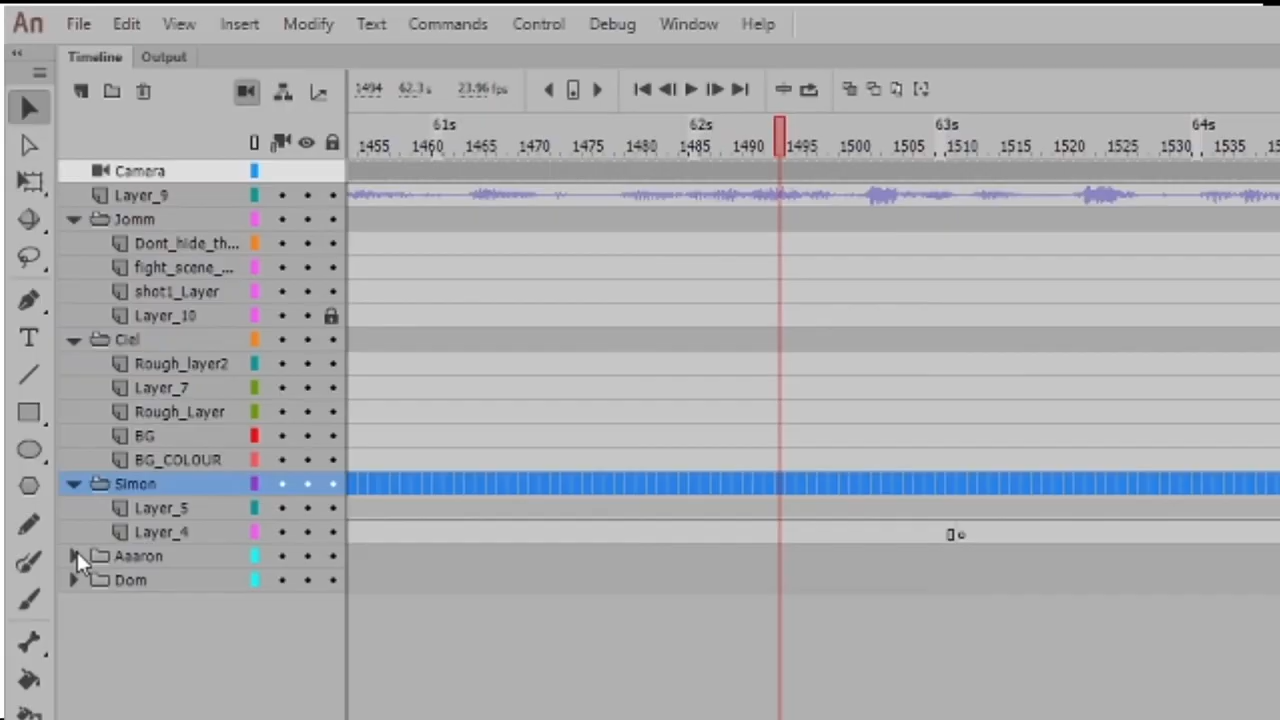 An File Edit View Insert Modify Text Commands Control Debug Window Help
Timeline Output
1494 62.3 s 23.96 fps
61s 62s 63s 64s
1455 1460 1465 1470 1475 1480 1485 1490 1495 1500 1505 1510 1515 1520 1525 1530 1535
Camera
Layer_9
Jomm
Dont_hide_th...
fight_scene_...
shot1_Layer
Layer_10
Ciel
Rough_layer2
Layer_7
Rough_Layer
BG
BG_COLOUR
Simon
Layer_5
Layer_4
Aaaron
Dom